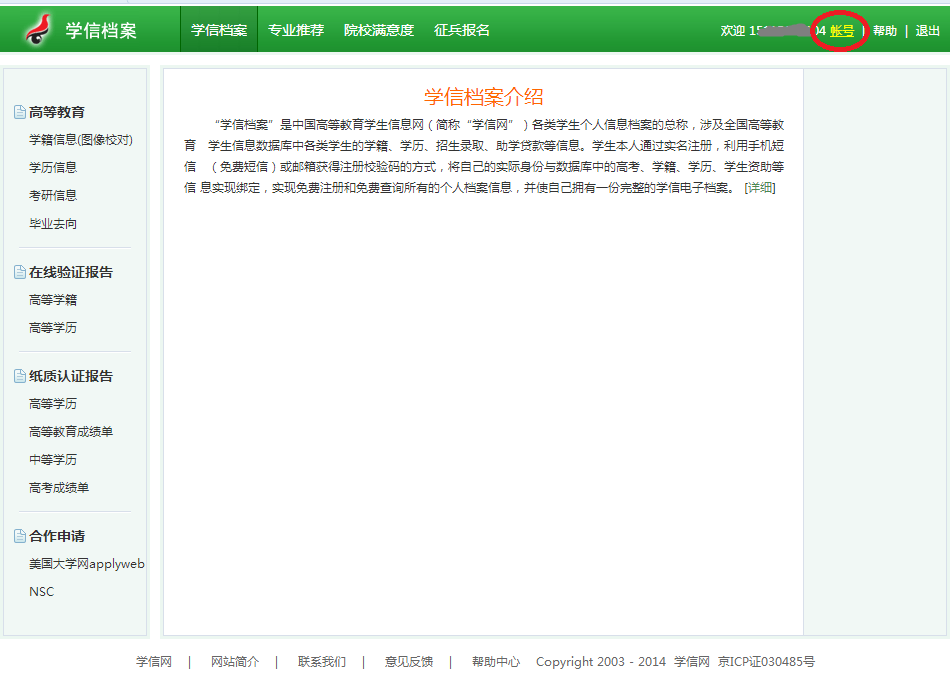 学信档案 学信档案 专业推荐 院校满意度 征兵报名 欢迎 15 04 帐号 | 帮助 | 退出
高等教育
学籍信息(图像校对)
学历信息
考研信息
毕业去向
在线验证报告
高等学籍
高等学历
纸质认证报告
高等学历
高等教育成绩单
中等学历
高考成绩单
合作申请
美国大学网applyweb
NSC
学信档案介绍
“学信档案”是中国高等教育学生信息网（简称“学信网”）各类学生个人信息档案的总称，涉及全国高等教
育 学生信息数据库中各类学生的学籍、学历、招生录取、助学贷款等信息。学生本人通过实名注册，利用手机短
信 （免费短信）或邮箱获得注册校验码的方式，将自己的实际身份与数据库中的高考、学籍、学历、学生资助等
信 息实现绑定，实现免费注册和免费查询所有的个人档案信息，并使自己拥有一份完整的学信电子档案。 [详细]
学信网 | 网站简介 | 联系我们 | 意见反馈 | 帮助中心 Copyright 2003 - 2014 学信网 京ICP证030485号